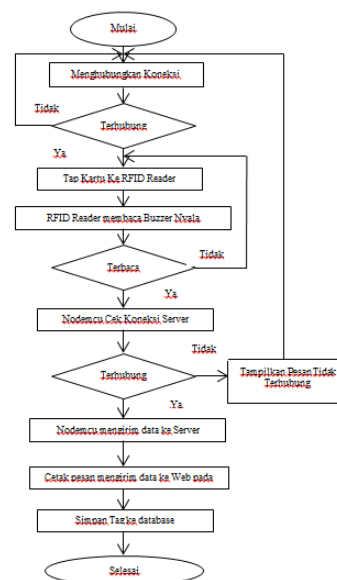 Mulai
Menghubungkan Koneksi
Tidak
Terhubung
Ya
Tap Kartu Ke RFID Reader
RFID Reader membaca Buzzer Nyala
Tidak
Terbaca
Ya
Nodemcu Cek Koneksi Server
Tidak
Terhubung
Tampilkan Pesan Tidak
Terhubung
Ya
Nodemcu mengirim data ke Server
Cetak pesan mengirim data ke Web pada
Simpan Tag ke database
Selesai